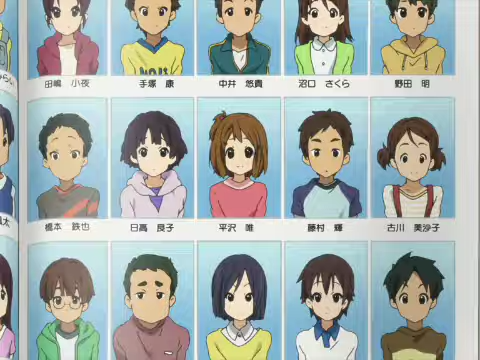 田嶋 小夜
手塚 康
中井 悠貴
沼口 さくら
野田 明
橋本 鉄也
日高 良子
平沢 唯
藤村 輝
古川 美沙子